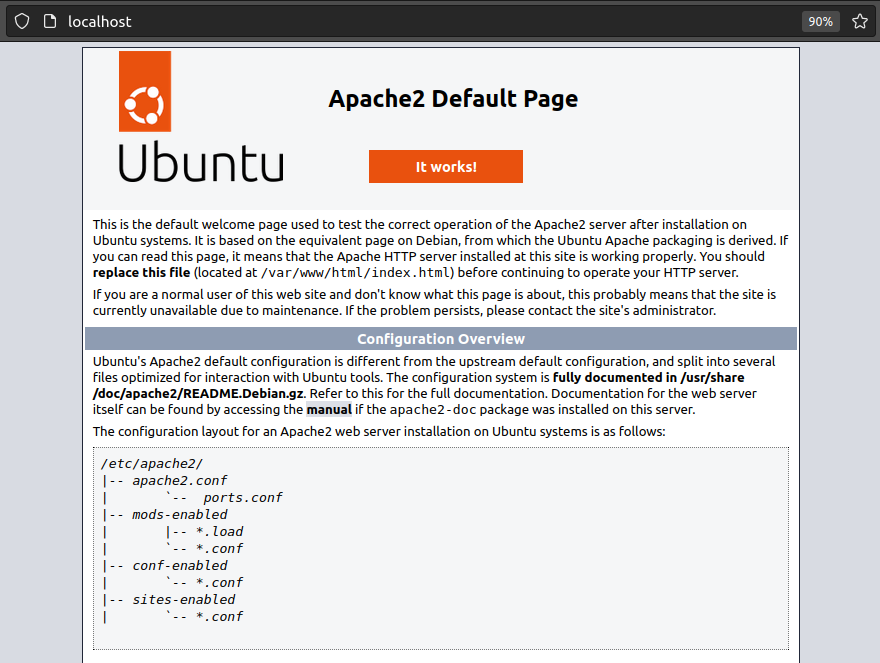 localhost
90%
Apache2 Default Page
Ubuntu
It works!
This is the default welcome page used to test the correct operation of the Apache2 server after installation on
Ubuntu systems. It is based on the equivalent page on Debian, from which the Ubuntu Apache packaging is derived. If
you can read this page, it means that the Apache HTTP server installed at this site is working properly. You should
replace this file (located at /var/www/html/index.html) before continuing to operate your HTTP server.
If you are a normal user of this web site and don't know what this page is about, this probably means that the site is
currently unavailable due to maintenance. If the problem persists, please contact the site's administrator.
Configuration Overview
Ubuntu's Apache2 default configuration is different from the upstream default configuration, and split into several
files optimized for interaction with Ubuntu tools. The configuration system is fully documented in /usr/share
/doc/apache2/README.Debian.gz. Refer to this for the full documentation. Documentation for the web server
itself can be found by accessing the manual if the apache2-doc package was installed on this server.
The configuration layout for an Apache2 web server installation on Ubuntu systems is as follows:
/etc/apache2/
|-- apache2.conf
|       `--  ports.conf
|-- mods-enabled
|       |-- *.load
|       `-- *.conf
|-- conf-enabled
|       `-- *.conf
|-- sites-enabled
|       `-- *.conf